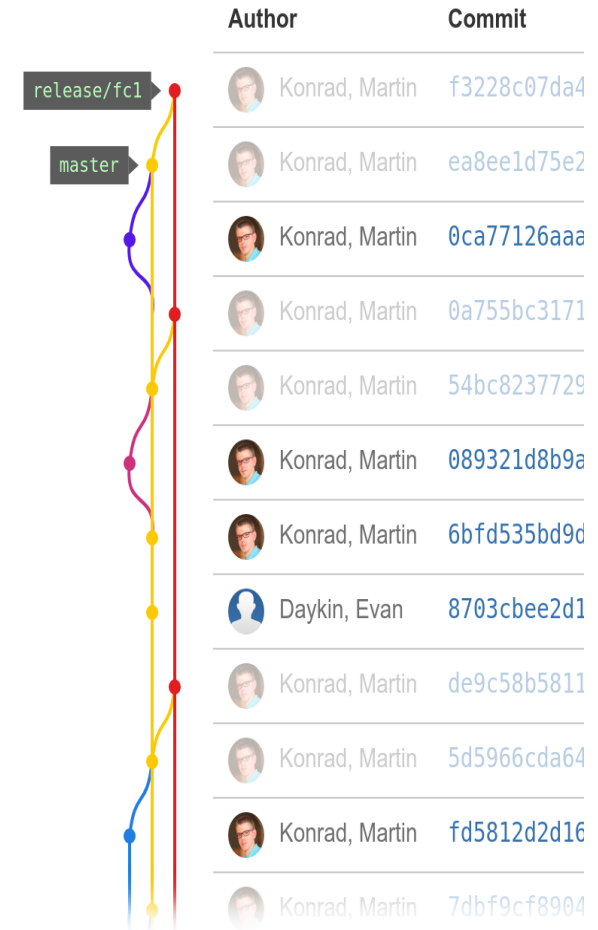 Author Commit
release/fc1 Konrad, Martin f3228c07da4
master Konrad, Martin ea8ee1d75e2
Konrad, Martin 0ca77126aaa
Konrad, Martin 0a755bc3171
Konrad, Martin 54bc8237729
Konrad, Martin 089321d8b9a
Konrad, Martin 6bfd535bd9d
Daykin, Evan 8703cbee2d1
Konrad, Martin de9c58b5811
Konrad, Martin 5d5966cda64
Konrad, Martin fd5812d2d16
Konrad, Martin 7dbf9cf8904